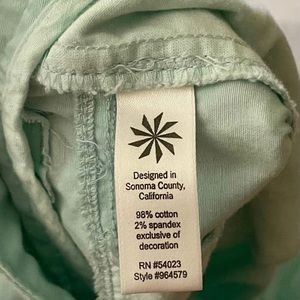 Designed in
Sonoma County,
California
98% cotton
2% spandex
exclusive of
decoration
RN #54023
Style #964579